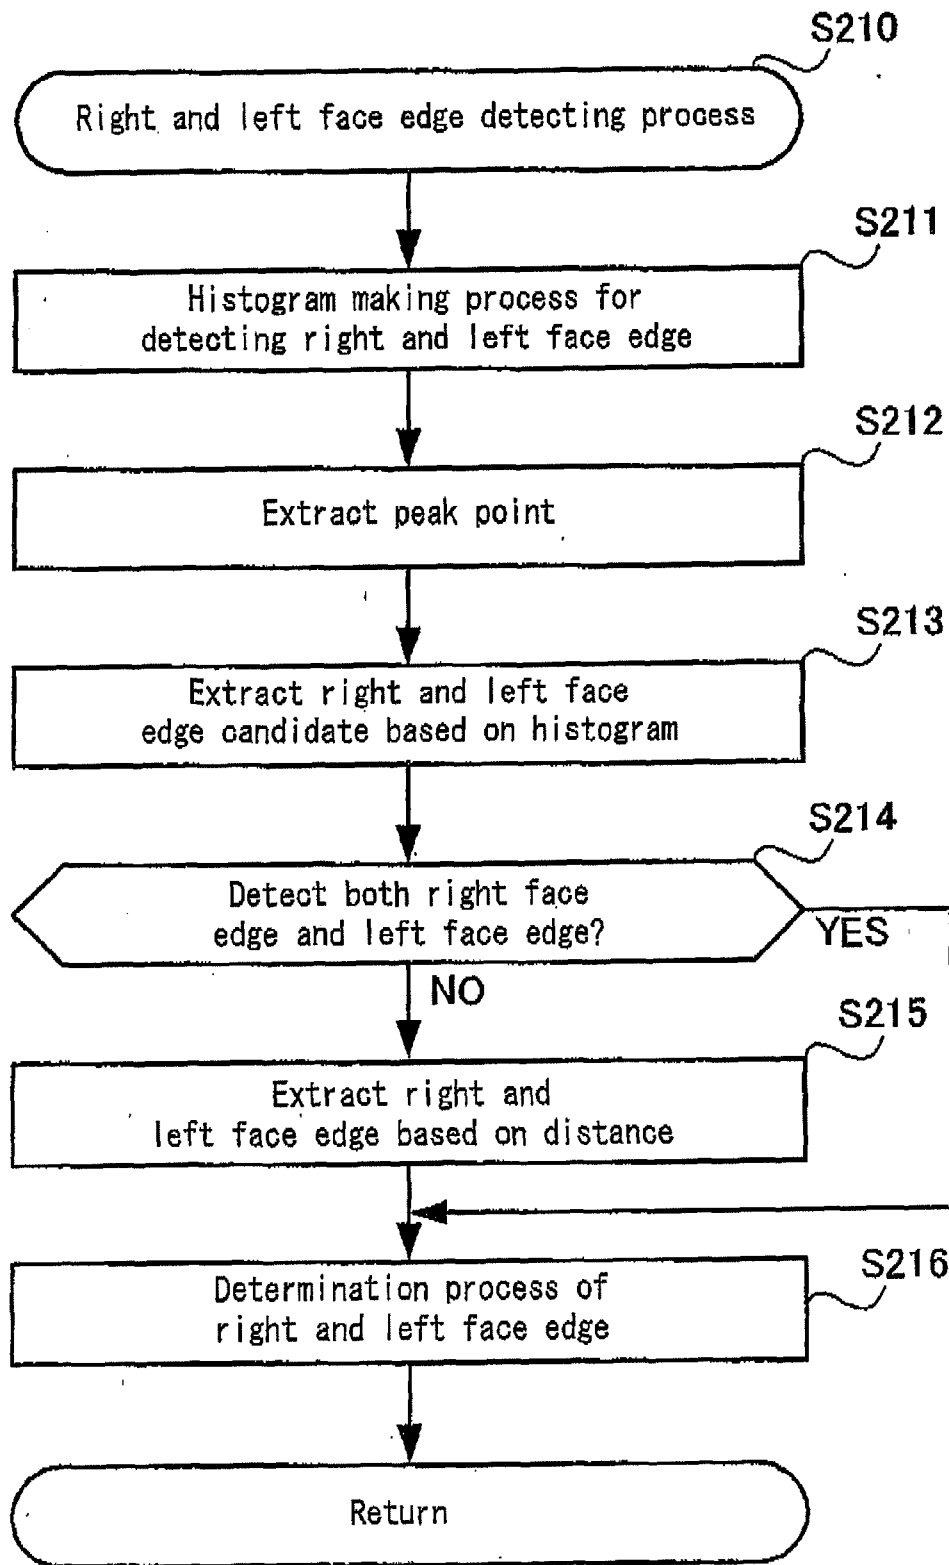 S210
Right and left face edge detecting process
S211
Histogram making process for
detecting right and left face edge
S212
Extract peak point
S213
Extract right and left face
edge candidate based on histogram
S214
Detect both right face
edge and left face edge?
YES
NO
S215
Extract right and
left face edge based on distance
S216
Determination process of
right and left face edge
Return